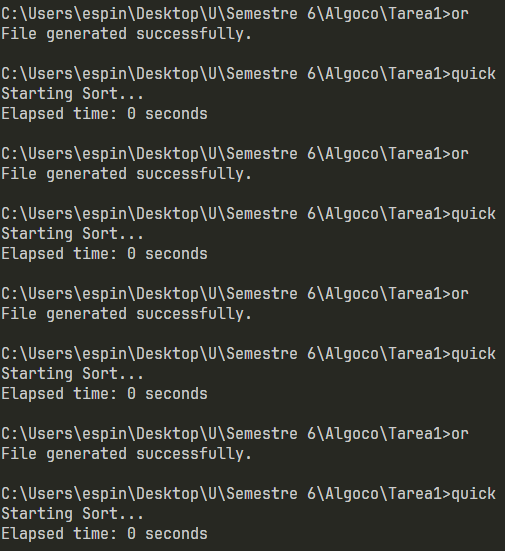 C:\Users\espin\Desktop\U\Semestre 6\Algoco\Tarea1>or
File generated successfully.
C:\Users\espin\Desktop\U\Semestre 6\Algoco\Tarea1>quick
Starting Sort...
Elapsed time: 0 seconds
C:\Users\espin\Desktop\U\Semestre 6\Algoco\Tarea1>or
File generated successfully.
C:\Users\espin\Desktop\U\Semestre 6\Algoco\Tarea1>quick
Starting Sort...
Elapsed time: 0 seconds
C:\Users\espin\Desktop\U\Semestre 6\Algoco\Tarea1>or
File generated successfully.
C:\Users\espin\Desktop\U\Semestre 6\Algoco\Tarea1>quick
Starting Sort...
Elapsed time: 0 seconds
C:\Users\espin\Desktop\U\Semestre 6\Algoco\Tarea1>or
File generated successfully.
C:\Users\espin\Desktop\U\Semestre 6\Algoco\Tarea1>quick
Starting Sort...
Elapsed time: 0 seconds